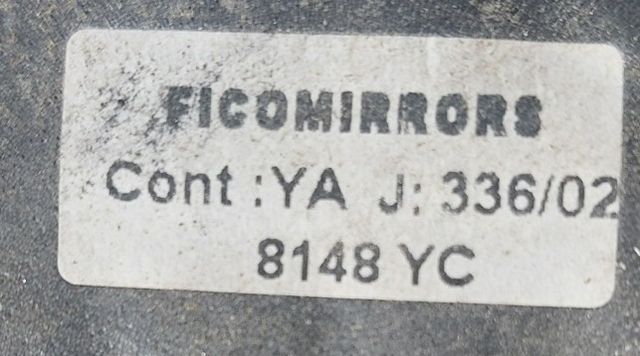 FICOMIRRORS
Cont :YA J: 336/02
8148 YC